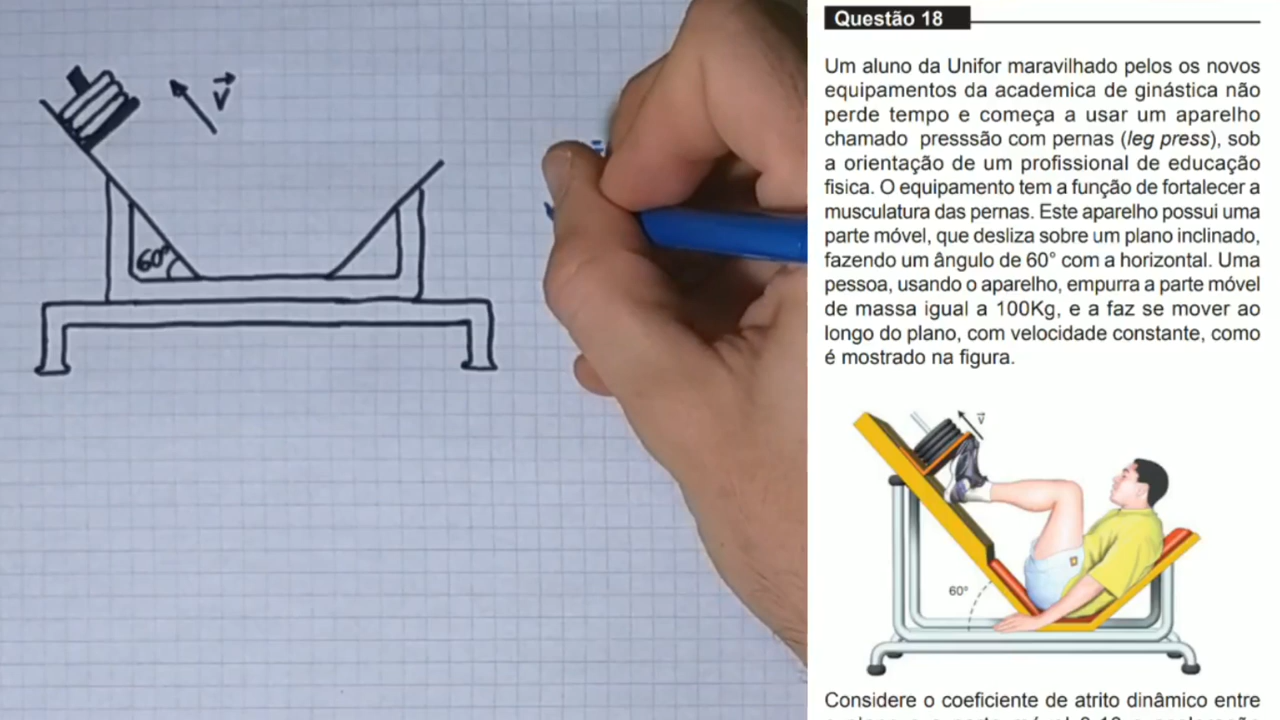 V
60°
Questão 18
Um aluno da Unifor maravilhado pelos os novos
equipamentos da academica de ginástica não
perde tempo e começa a usar um aparelho
chamado presssão com pernas (leg press), sob
a orientação de um profissional de educação
fisica. O equipamento tem a função de fortalecer a
musculatura das pernas. Este aparelho possui uma
parte móvel, que desliza sobre um plano inclinado,
fazendo um ângulo de 60° com a horizontal. Uma
pessoa, usando o aparelho, empurra a parte móvel
de massa igual a 100Kg, e a faz se mover ao
longo do plano, com velocidade constante, como
é mostrado na figura.
v
60°
Considere o coeficiente de atrito dinâmico entre